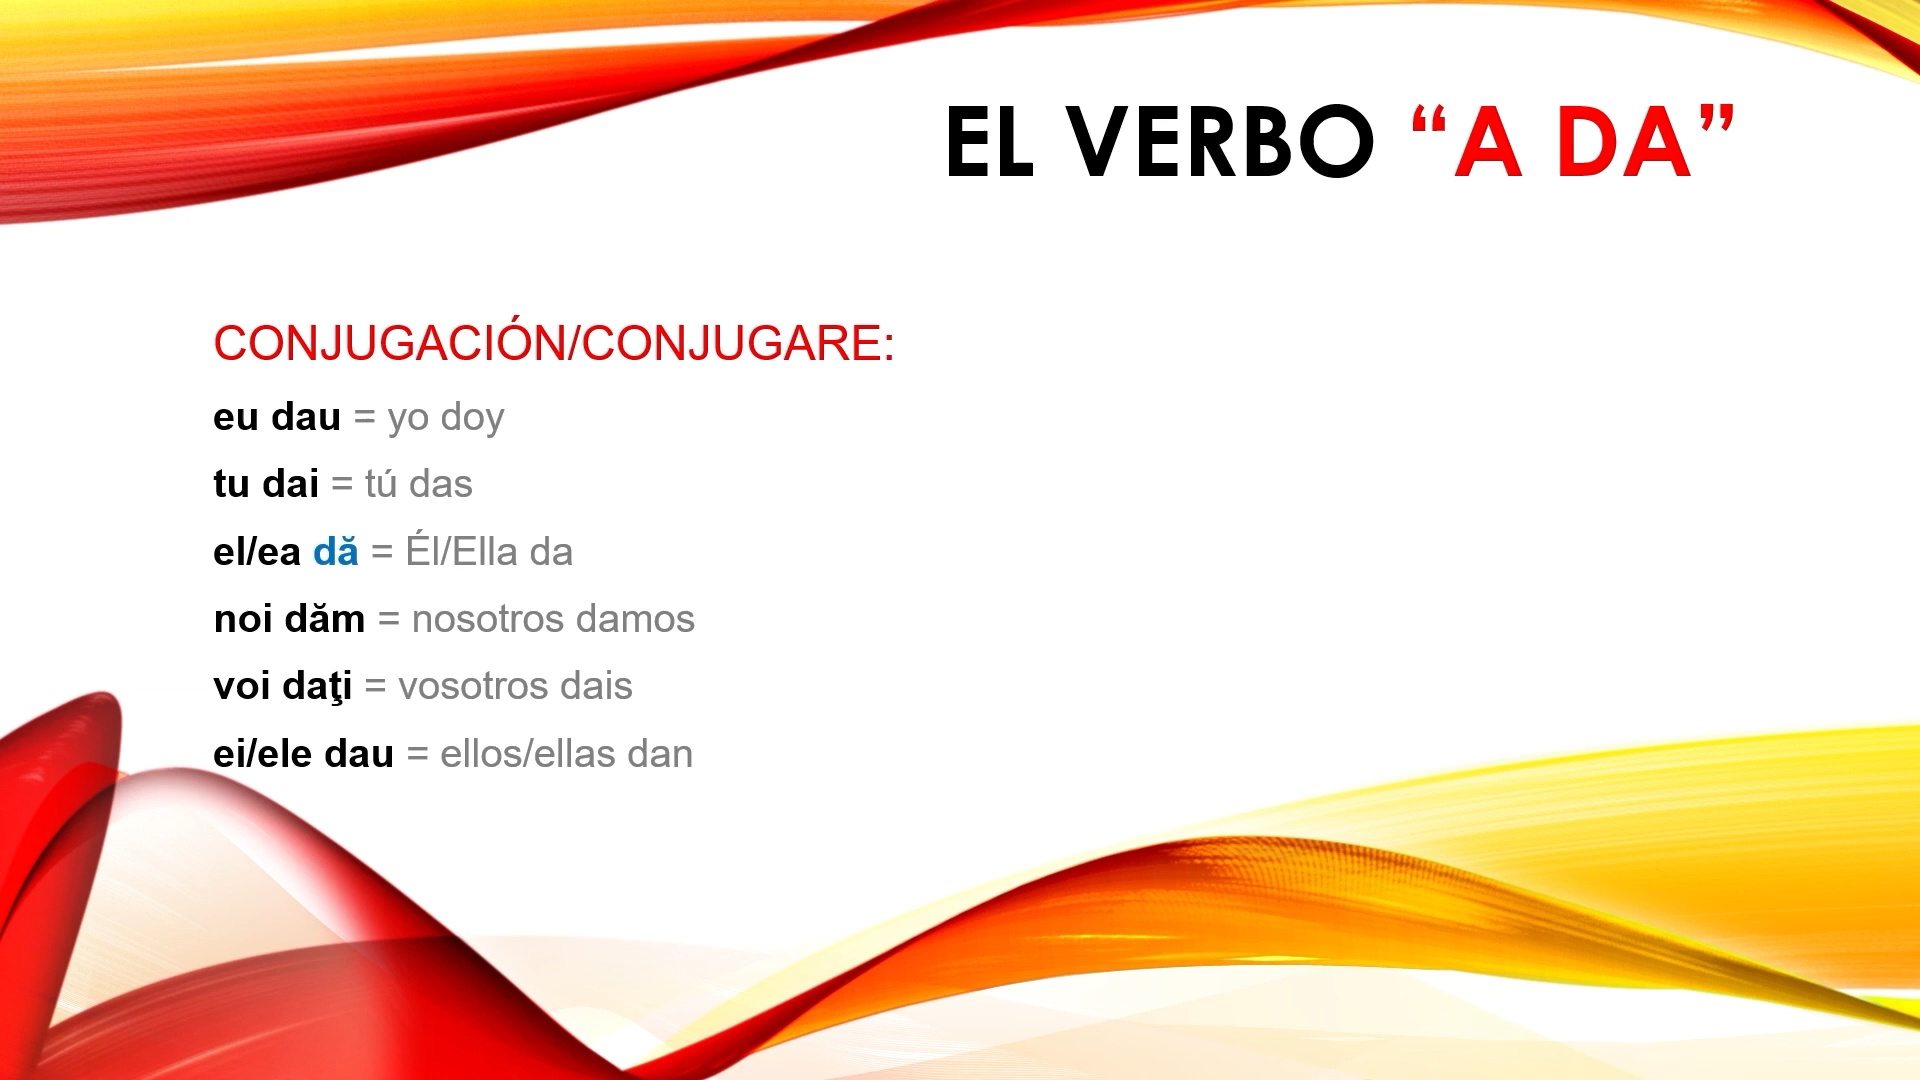 EL VERBO “A DA”
CONJUGACIÓN/CONJUGARE:
eu dau = yo doy
tu dai = tú das
el/ea dă = Él/Ella da
noi dăm = nosotros damos
voi daţi = vosotros dais
ei/ele dau = ellos/ellas dan